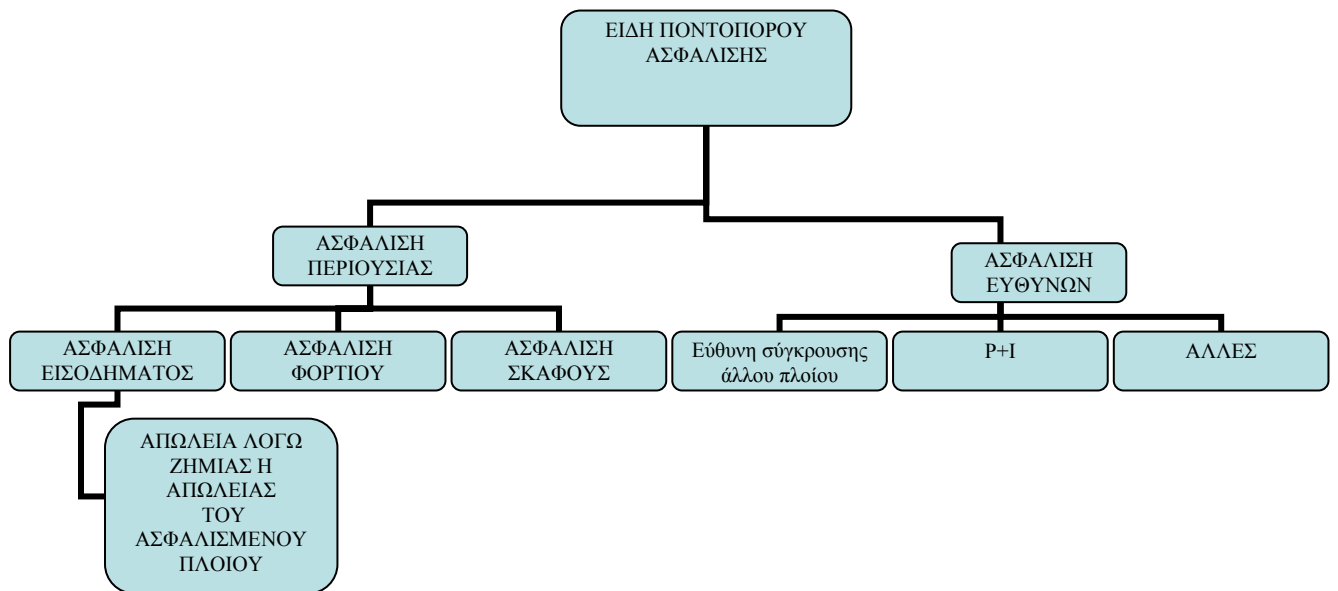 ΕΙΔΗ ΠΟΝΤΟΠΟΡΟΥ
ΑΣΦΑΛΙΣΗΣ
ΑΣΦΑΛΙΣΗ
ΠΕΡΙΟΥΣΙΑΣ
ΑΣΦΑΛΙΣΗ
ΕΥΘΥΝΩΝ
ΑΣΦΑΛΙΣΗ
ΕΙΣΟΔΗΜΑΤΟΣ
ΑΣΦΑΛΙΣΗ
ΦΟΡΤΙΟΥ
ΑΣΦΑΛΙΣΗ
ΣΚΑΦΟΥΣ
Εύθυνη σύγκρουσης
άλλου πλοίου
P+I
ΑΛΛΕΣ
ΑΠΩΛΕΙΑ ΛΟΓΩ
ΖΗΜΙΑΣ Η
ΑΠΩΛΕΙΑΣ
ΤΟΥ
ΑΣΦΑΛΙΣΜΕΝΟΥ
ΠΛΟΙΟΥ